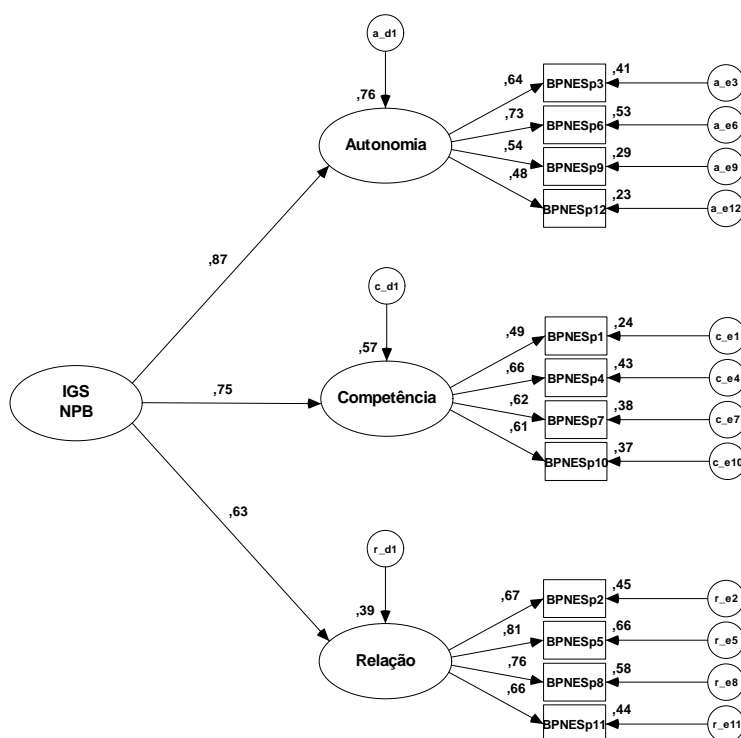 a_d1
,76
Autonomia
,64
,73
,54
,48
BPNESp3
,41
a_e3
BPNESp6
,53
a_e6
BPNESp9
,29
a_e9
BPNESp12
,23
a_e12
,87
c_d1
,57
Competência
,49
,66
,62
,61
BPNESp1
,24
c_e1
BPNESp4
,43
c_e4
BPNESp7
,38
c_e7
BPNESp10
,37
c_e10
IGS
NPB
,75
,63
r_d1
,39
Relação
,67
,81
,76
,66
BPNESp2
,45
r_e2
BPNESp5
,66
r_e5
BPNESp8
,58
r_e8
BPNESp11
,44
r_e11